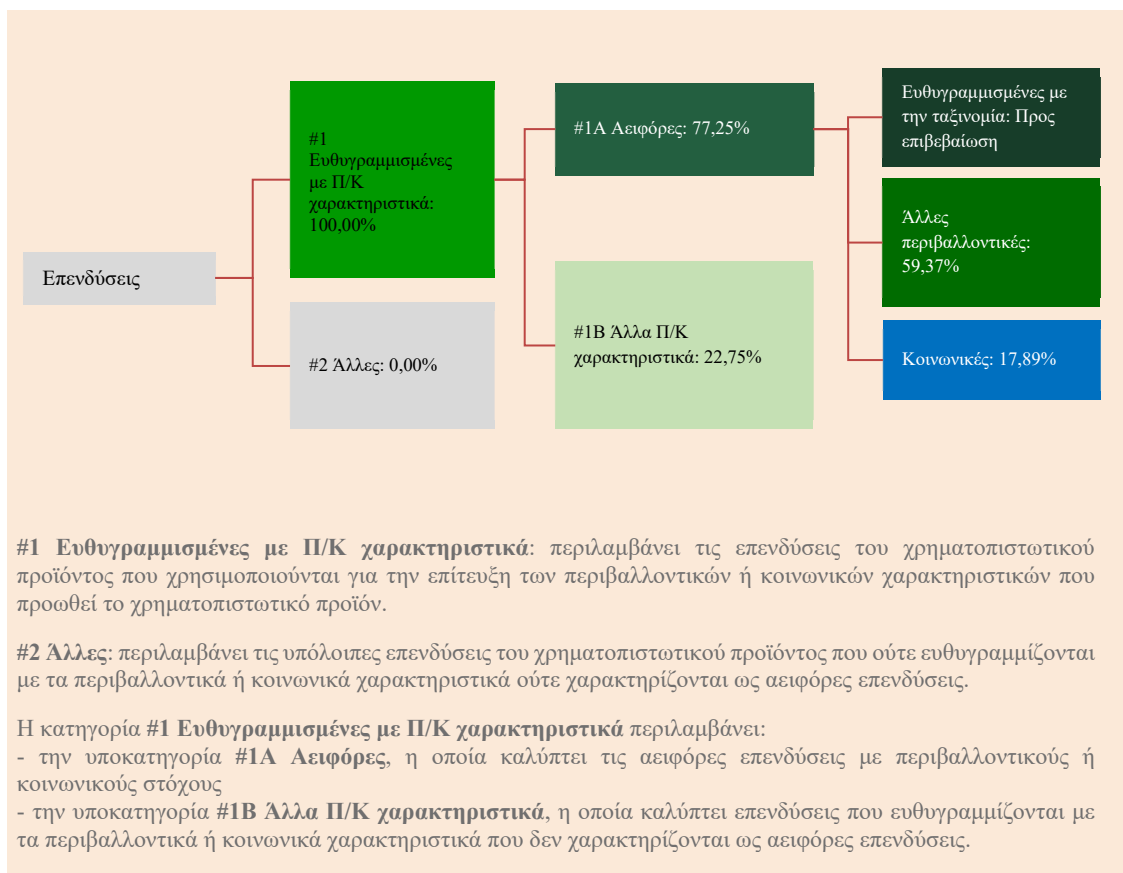 Επενδύσεις
#1
Ευθυγραμμισμένες
με Π/Κ
χαρακτηριστικά:
100,00%
#2 Άλλες: 0,00%
#1Α Αειφόρες: 77,25%
#1Β Άλλα Π/Κ
χαρακτηριστικά: 22,75%
Ευθυγραμμισμένες με
την ταξινομία: Προς
επιβεβαίωση
Άλλες
περιβαλλοντικές:
59,37%
Κοινωνικές: 17,89%
#1 Ευθυγραμμισμένες με Π/Κ χαρακτηριστικά: περιλαμβάνει τις επενδύσεις του χρηματοπιστωτικού
προϊόντος που χρησιμοποιούνται για την επίτευξη των περιβαλλοντικών ή κοινωνικών χαρακτηριστικών που
προωθεί το χρηματοπιστωτικό προϊόν.
#2 Άλλες: περιλαμβάνει τις υπόλοιπες επενδύσεις του χρηματοπιστωτικού προϊόντος που ούτε ευθυγραμμίζονται
με τα περιβαλλοντικά ή κοινωνικά χαρακτηριστικά ούτε χαρακτηρίζονται ως αειφόρες επενδύσεις.
Η κατηγορία #1 Ευθυγραμμισμένες με Π/Κ χαρακτηριστικά περιλαμβάνει:
- την υποκατηγορία #1Α Αειφόρες, η οποία καλύπτει τις αειφόρες επενδύσεις με περιβαλλοντικούς ή
κοινωνικούς στόχους
- την υποκατηγορία #1Β Άλλα Π/Κ χαρακτηριστικά, η οποία καλύπτει επενδύσεις που ευθυγραμμίζονται με
τα περιβαλλοντικά ή κοινωνικά χαρακτηριστικά που δεν χαρακτηρίζονται ως αειφόρες επενδύσεις.